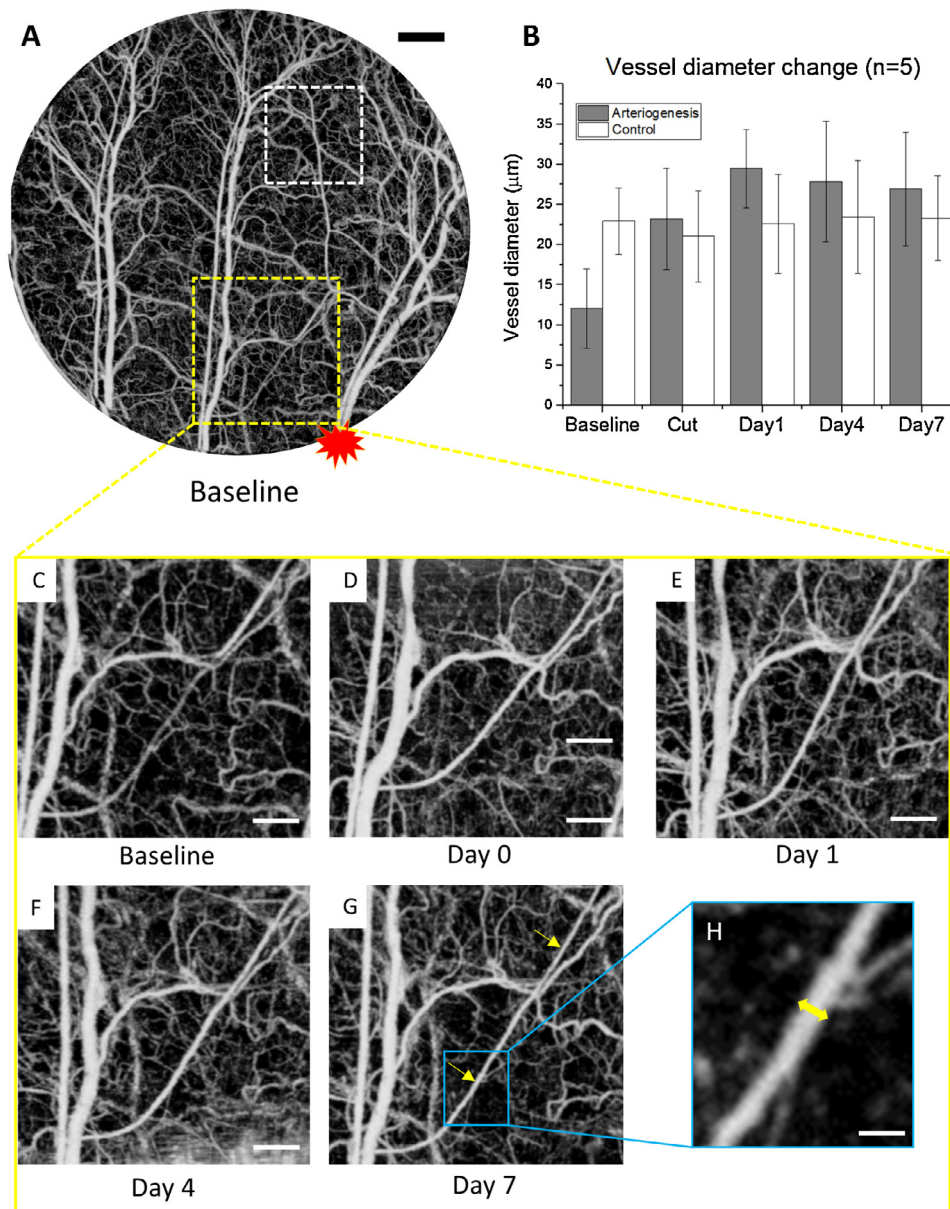 A
B
Vessel diameter change (n=5)
Arteriogenesis
Control
Vessel diameter (μm)
40
35
30
25
20
15
10
5
0
Baseline Cut Day1 Day4 Day7
Baseline
C
D
E
Baseline
Day 0
Day 1
F
G
H
Day 4
Day 7